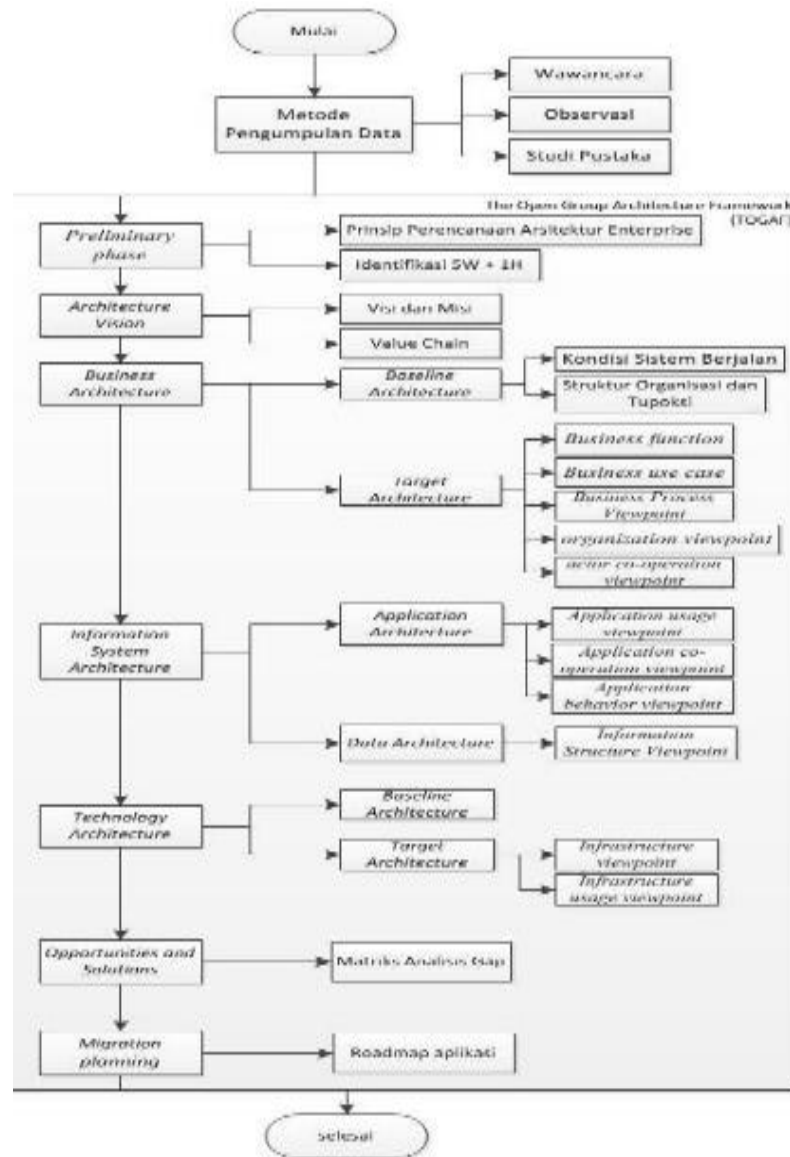 Mulai
Wawancara
Metode
Pengumpulan Data
Observasi
Studi Pustaka
The Open Group Architecture Framework
(TOGAF)
Preliminary
phase
Prinsip Perencanaan Arsitektur Enterprise
Identifikasi 5W + 1H
Architecture
Vision
Visi dan Misi
Value Chain
Business
Architecture
Baseline
Architecture
Kondisi Sistem Berjalan
Struktur Organisasi dan
Tupoksi
Target
Architecture
Business function
Business use case
Business Process
Viewpoint
organization viewpoint
actor co-operation
viewpoint
Information
System
Architecture
Application
Architecture
Application usage
viewpoint
Application co-
operation viewpoint
Application
behavior viewpoint
Data Architecture
Information
Structure Viewpoint
Technology
Architecture
Baseline
Architecture
Target
Architecture
Infrastructure
viewpoint
Infrastructure
usage viewpoint
Opportunities and
Solutions
Matriks Analisis Gap
Migration
planning
Roadmap aplikasi
selesai